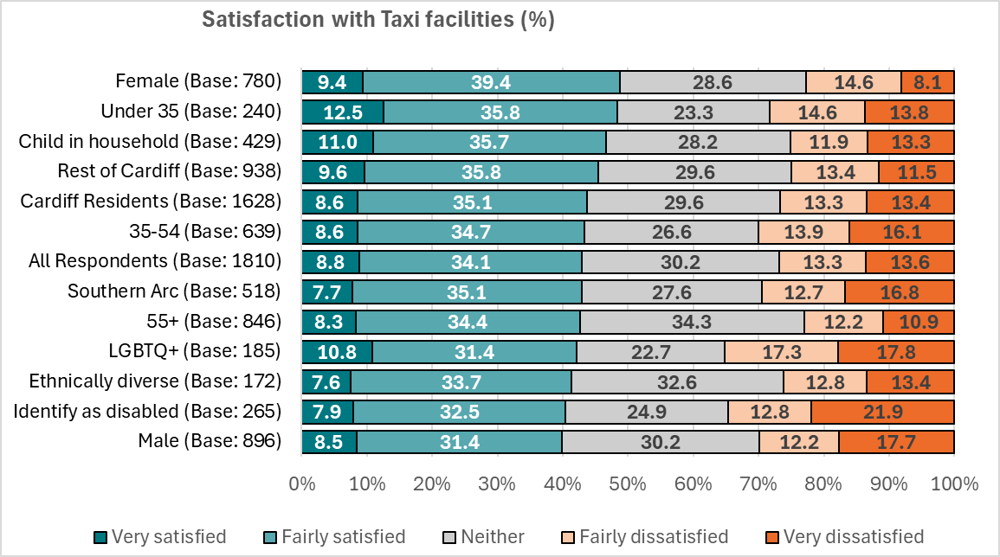 Satisfaction with Taxi facilities (%)
Female (Base: 780) 9.4 39.4 28.6 14.6 8.1
Under 35 (Base: 240) 12.5 35.8 23.3 14.6 13.8
Child in household (Base: 429) 11.0 35.7 28.2 11.9 13.3
Rest of Cardiff (Base: 938) 9.6 35.8 29.6 13.4 11.5
Cardiff Residents (Base: 1628) 8.6 35.1 29.6 13.3 13.4
35-54 (Base: 639) 8.6 34.7 26.6 13.9 16.1
All Respondents (Base: 1810) 8.8 34.1 30.2 13.3 13.6
Southern Arc (Base: 518) 7.7 35.1 27.6 12.7 16.8
55+ (Base: 846) 8.3 34.4 34.3 12.2 10.9
LGBTQ+ (Base: 185) 10.8 31.4 22.7 17.3 17.8
Ethnically diverse (Base: 172) 7.6 33.7 32.6 12.8 13.4
Identify as disabled (Base: 265) 7.9 32.5 24.9 12.8 21.9
Male (Base: 896) 8.5 31.4 30.2 12.2 17.7
0% 10% 20% 30% 40% 50% 60% 70% 80% 90% 100%
Very satisfied Fairly satisfied Neither Fairly dissatisfied Very dissatisfied